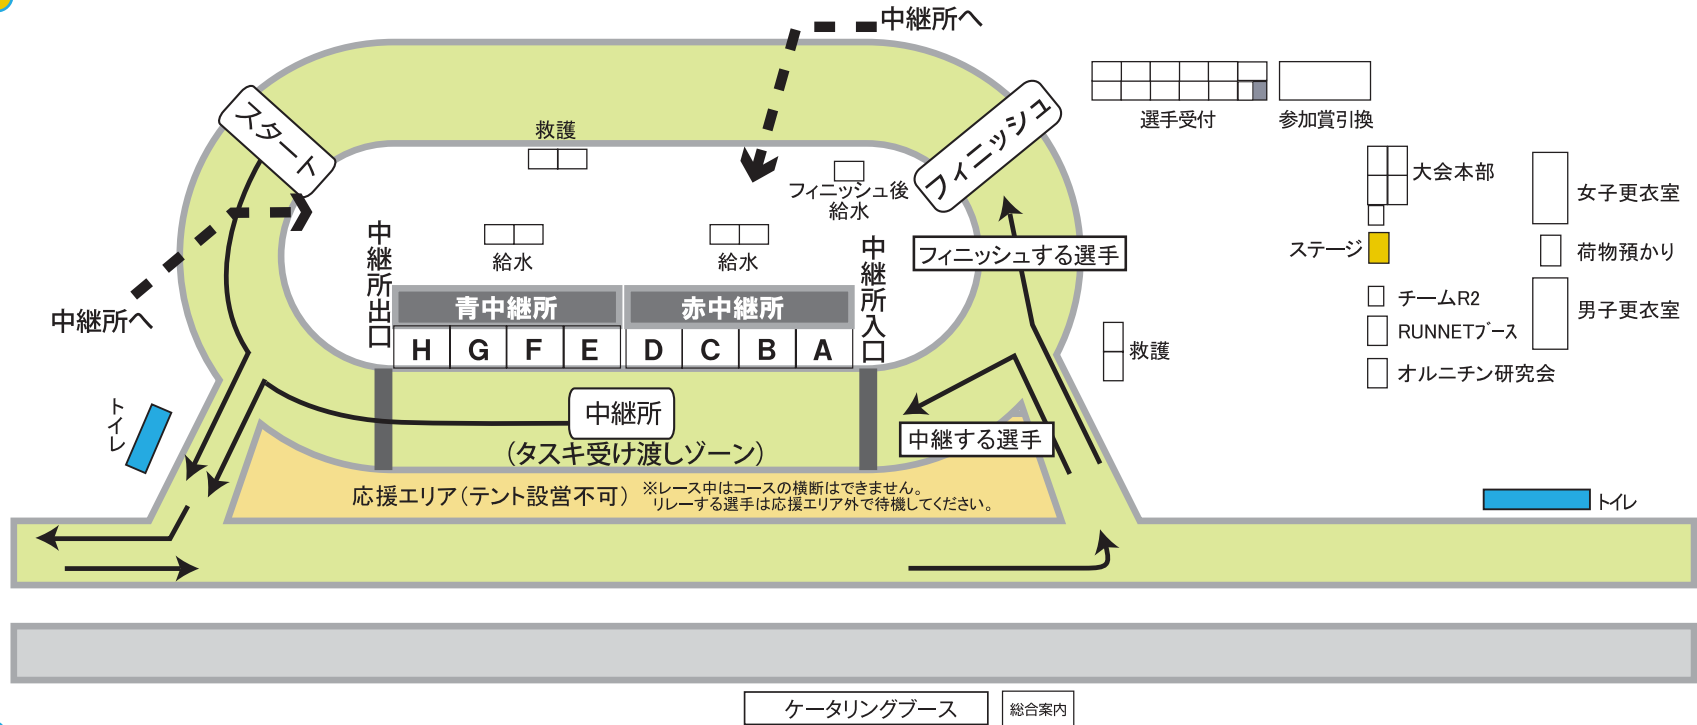 中継所へ
スタート
救護
フィニッシュ
選手受付
参加賞引換
フィニッシュ後
給水
大会本部
女子更衣室
ステージ
荷物預かり
チームR2
男子更衣室
RUNNETブース
オルニチン研究会
救護
中継所へ
中継所出口
給水
給水
中継所入口
フィニッシュする選手
青中継所
赤中継所
H G F E D C B A
トイレ
中継所
(タスキ受け渡しゾーン)
中継する選手
応援エリア(テント設営不可)
※レース中はコースの横断はできません。
リレーする選手は応援エリア外で待機してください。
トイレ
ケータリングブース
総合案内